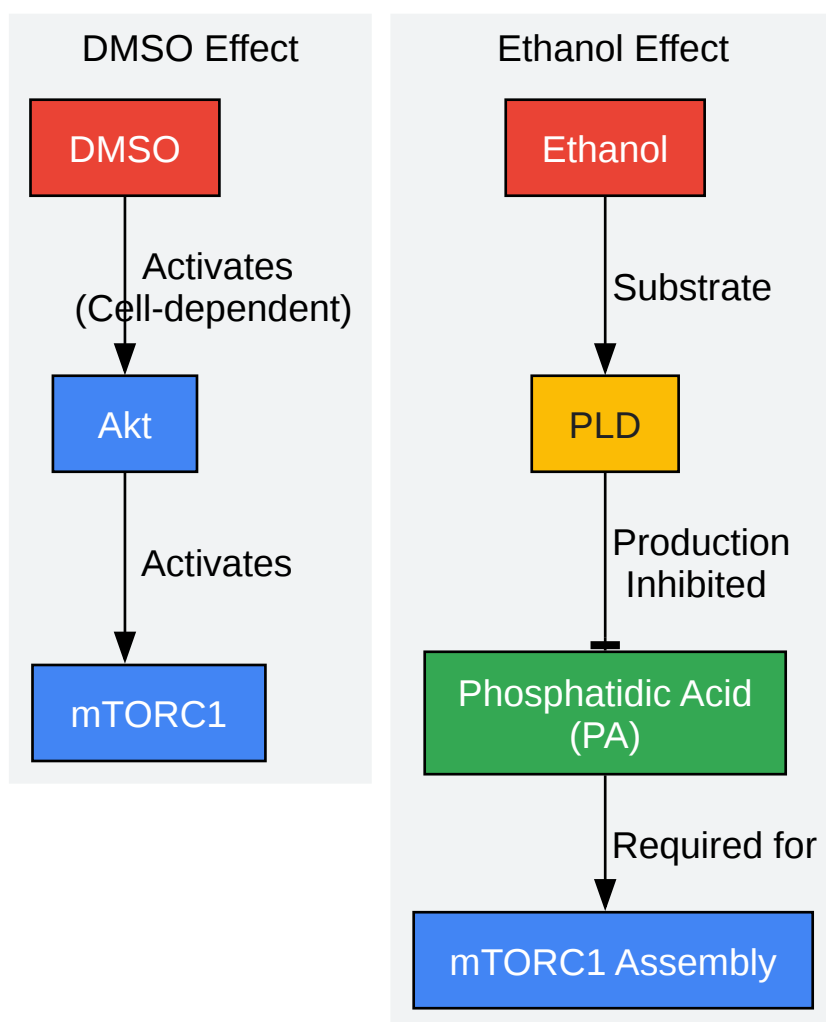 DMSO Effect
DMSO
Activates
(Cell-dependent)
Akt
Activates
mTORC1
Ethanol Effect
Ethanol
Substrate
PLD
Production
Inhibited
Phosphatidic Acid
(PA)
Required for
mTORC1 Assembly